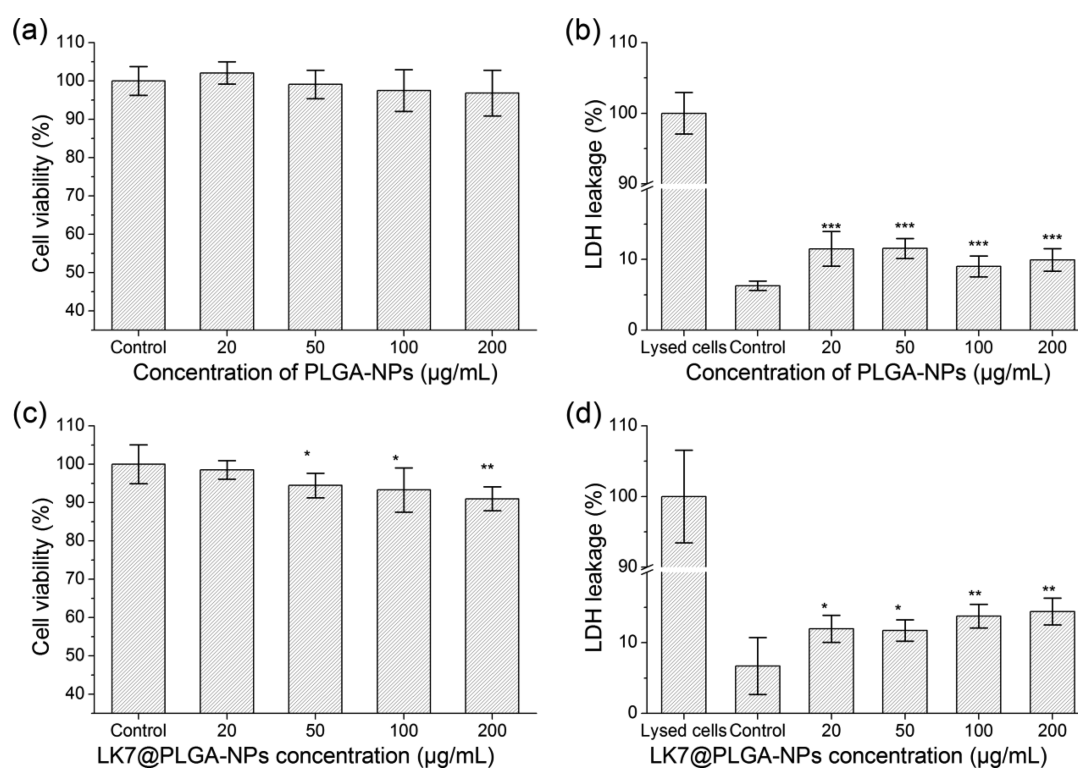 (a)
110
100
90
80
70
60
50
40
Cell viability (%)
Control 20 50 100 200
Concentration of PLGA-NPs (µg/mL)
(b)
110
100
90
10
0
LDH leakage (%)
*** *** *** ***
Lysed cells Control 20 50 100 200
Concentration of PLGA-NPs (µg/mL)
(c)
110
100
90
80
70
60
50
40
Cell viability (%)
* * **
Control 20 50 100 200
LK7@PLGA-NPs concentration (µg/mL)
(d)
110
100
90
10
0
LDH leakage (%)
* * ** **
Lysed cells Control 20 50 100 200
LK7@PLGA-NPs concentration (µg/mL)